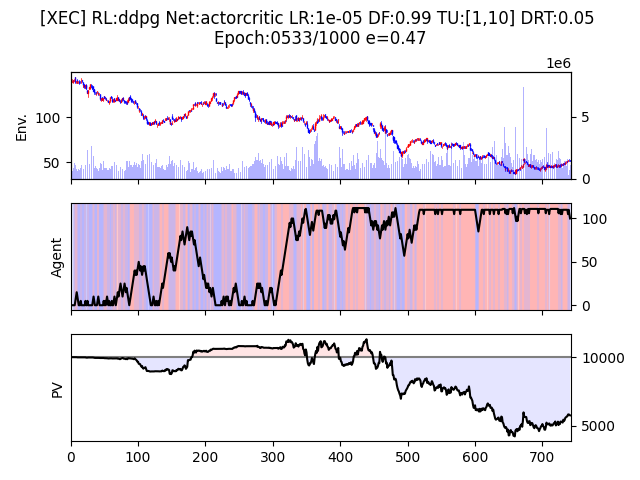 [XEC] RL:ddpg Net:actorcritic LR:1e-05 DF:0.99 TU:[1,10] DRT:0.05
Epoch:0533/1000 e=0.47
1e6
Env.
100
50
5
0
Agent
100
50
0
PV
10000
5000
0 100 200 300 400 500 600 700